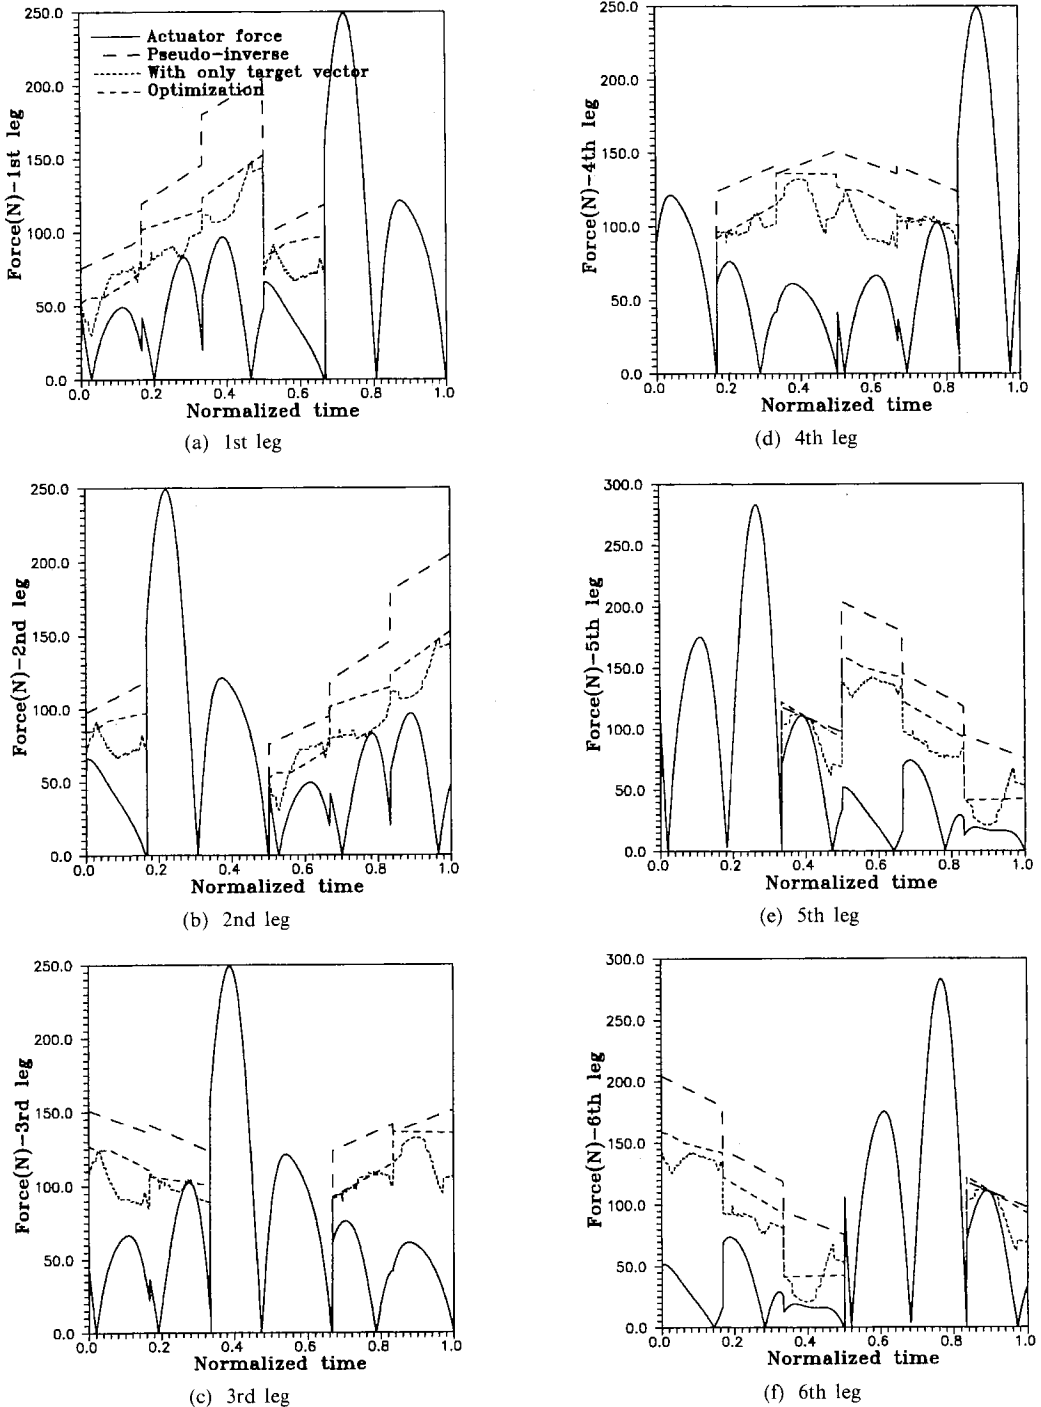 250.0
200.0
150.0
100.0
50.0
0.0
Force(N)-1st leg
Actuator force
Pseudo-inverse
With only target vector
Optimization
0.0 0.2 0.4 0.6 0.8 1.0
Normalized time
(a) 1st leg
250.0
200.0
150.0
100.0
50.0
0.0
Force(N)-4th leg
0.0 0.2 0.4 0.6 0.8 1.0
Normalized time
(d) 4th leg
250.0
200.0
150.0
100.0
50.0
0.0
Force(N)-2nd leg
0.0 0.2 0.4 0.6 0.8 1.0
Normalized time
(b) 2nd leg
300.0
250.0
200.0
150.0
100.0
50.0
0.0
Force(N)-5th leg
0.0 0.2 0.4 0.6 0.8 1.0
Normalized time
(e) 5th leg
250.0
200.0
150.0
100.0
50.0
0.0
Force(N)-3rd leg
0.0 0.2 0.4 0.6 0.8 1.0
Normalized time
(c) 3rd leg
300.0
250.0
200.0
150.0
100.0
50.0
0.0
Force(N)-6th leg
0.0 0.2 0.4 0.6 0.8 1.0
Normalized time
(f) 6th leg